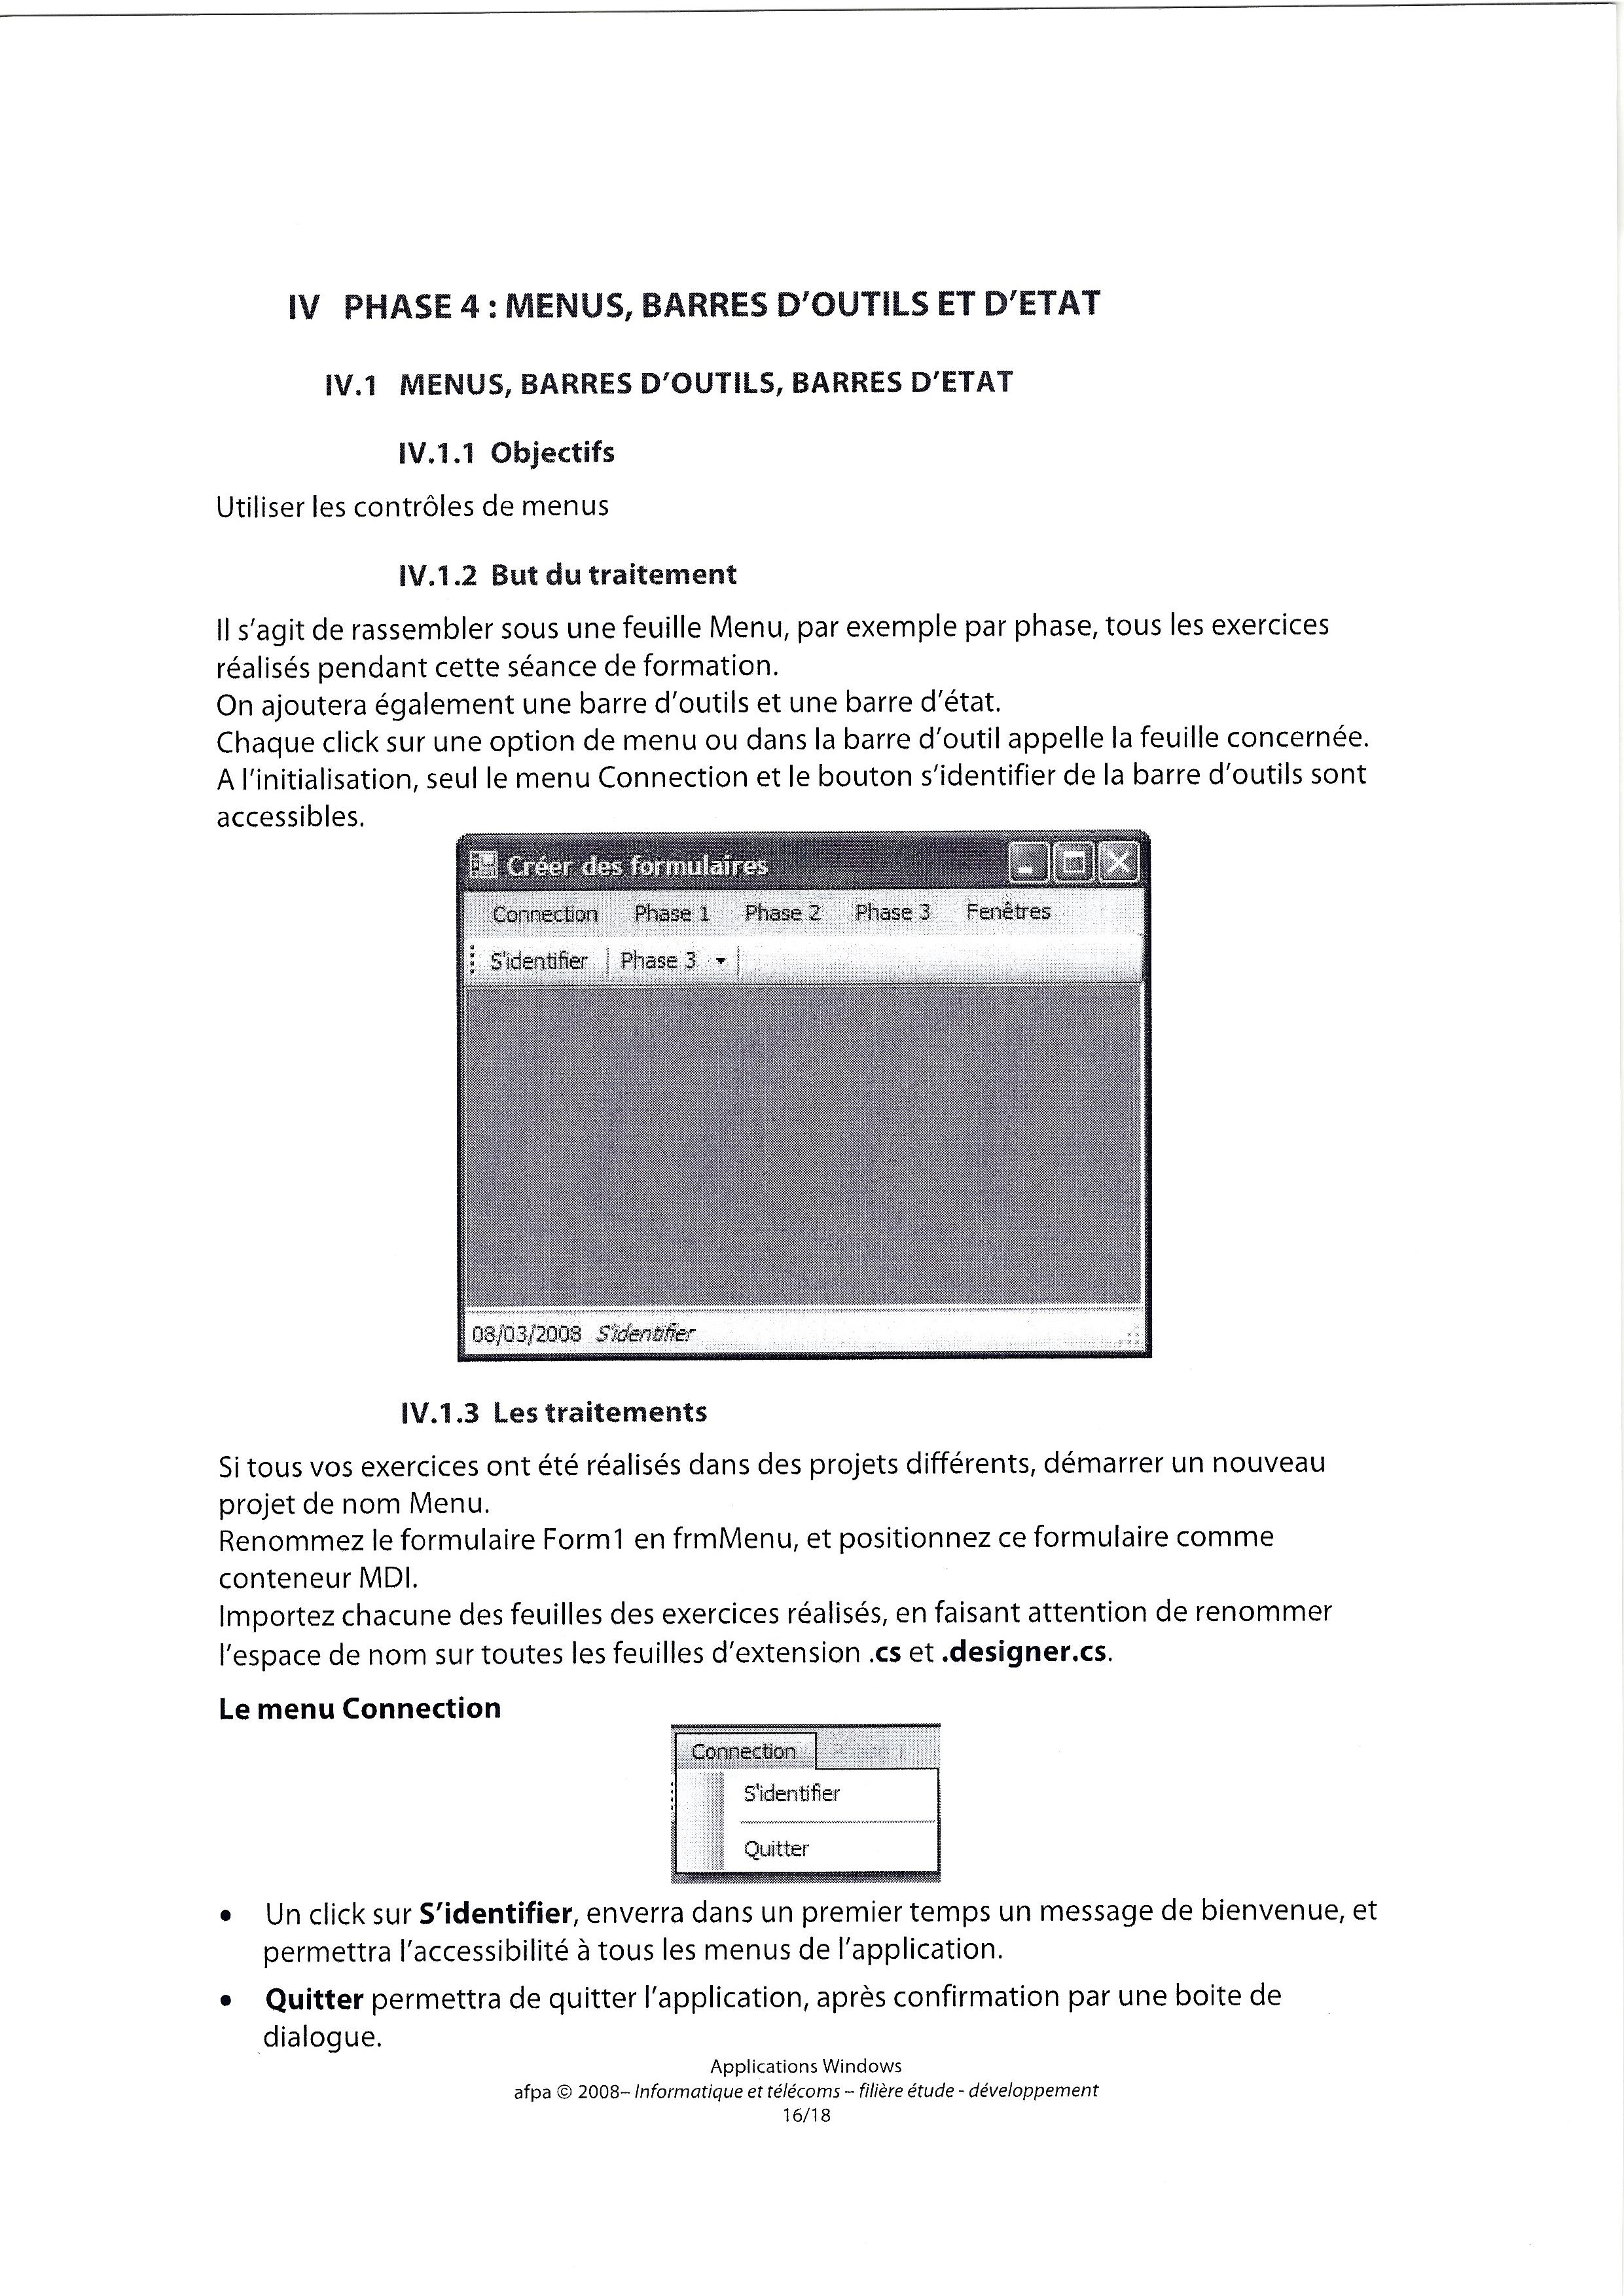 IV PHASE 4 : MENUS, BARRES D'OUTILS ET D'ETAT
IV.1 MENUS, BARRES D'OUTILS, BARRES D'ETAT
IV.1.1 Objectifs
Utiliser les contrôles de menus
IV.1.2 But du traitement
Il s'agit de rassembler sous une feuille Menu, par exemple par phase, tous les exercices
réalisés pendant cette séance de formation.
On ajoutera également une barre d'outils et une barre d'état.
Chaque click sur une option de menu ou dans la barre d'outil appelle la feuille concernée.
A l'initialisation, seul le menu Connection et le bouton s'identifier de la barre d'outils sont
accessibles.
Créer des formulaires
Connection Phase 1 Phase 2 Phase 3 Fenêtres
S'identifier Phase 3
08/03/2008 S'identifier
IV.1.3 Les traitements
Si tous vos exercices ont été réalisés dans des projets différents, démarrer un nouveau
projet de nom Menu.
Renommez le formulaire Form1 en frmMenu, et positionnez ce formulaire comme
conteneur MDI.
Importez chacune des feuilles des exercices réalisés, en faisant attention de renommer
l'espace de nom sur toutes les feuilles d'extension .cs et .designer.cs.
Le menu Connection
Connection Phase 1
S'identifier
Quitter
• Un click sur S'identifier, enverra dans un premier temps un message de bienvenue, et
permettra l'accessibilité à tous les menus de l'application.
• Quitter permettra de quitter l'application, après confirmation par une boite de
dialogue.
Applications Windows
afpa © 2008– Informatique et télécoms – filière étude - développement
16/18